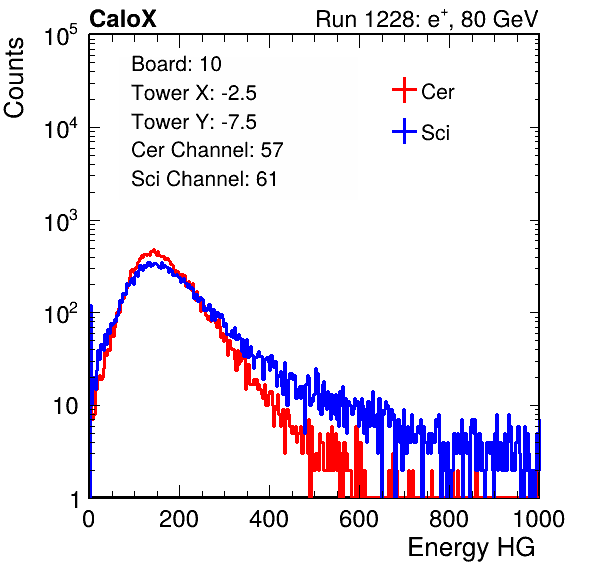 CaloX Run 1228: e⁺, 80 GeV
Counts
Board: 10
Tower X: -2.5
Tower Y: -7.5
Cer Channel: 57
Sci Channel: 61
Cer
Sci
10⁵
10⁴
10³
10²
10
1
0 200 400 600 800 1000
Energy HG